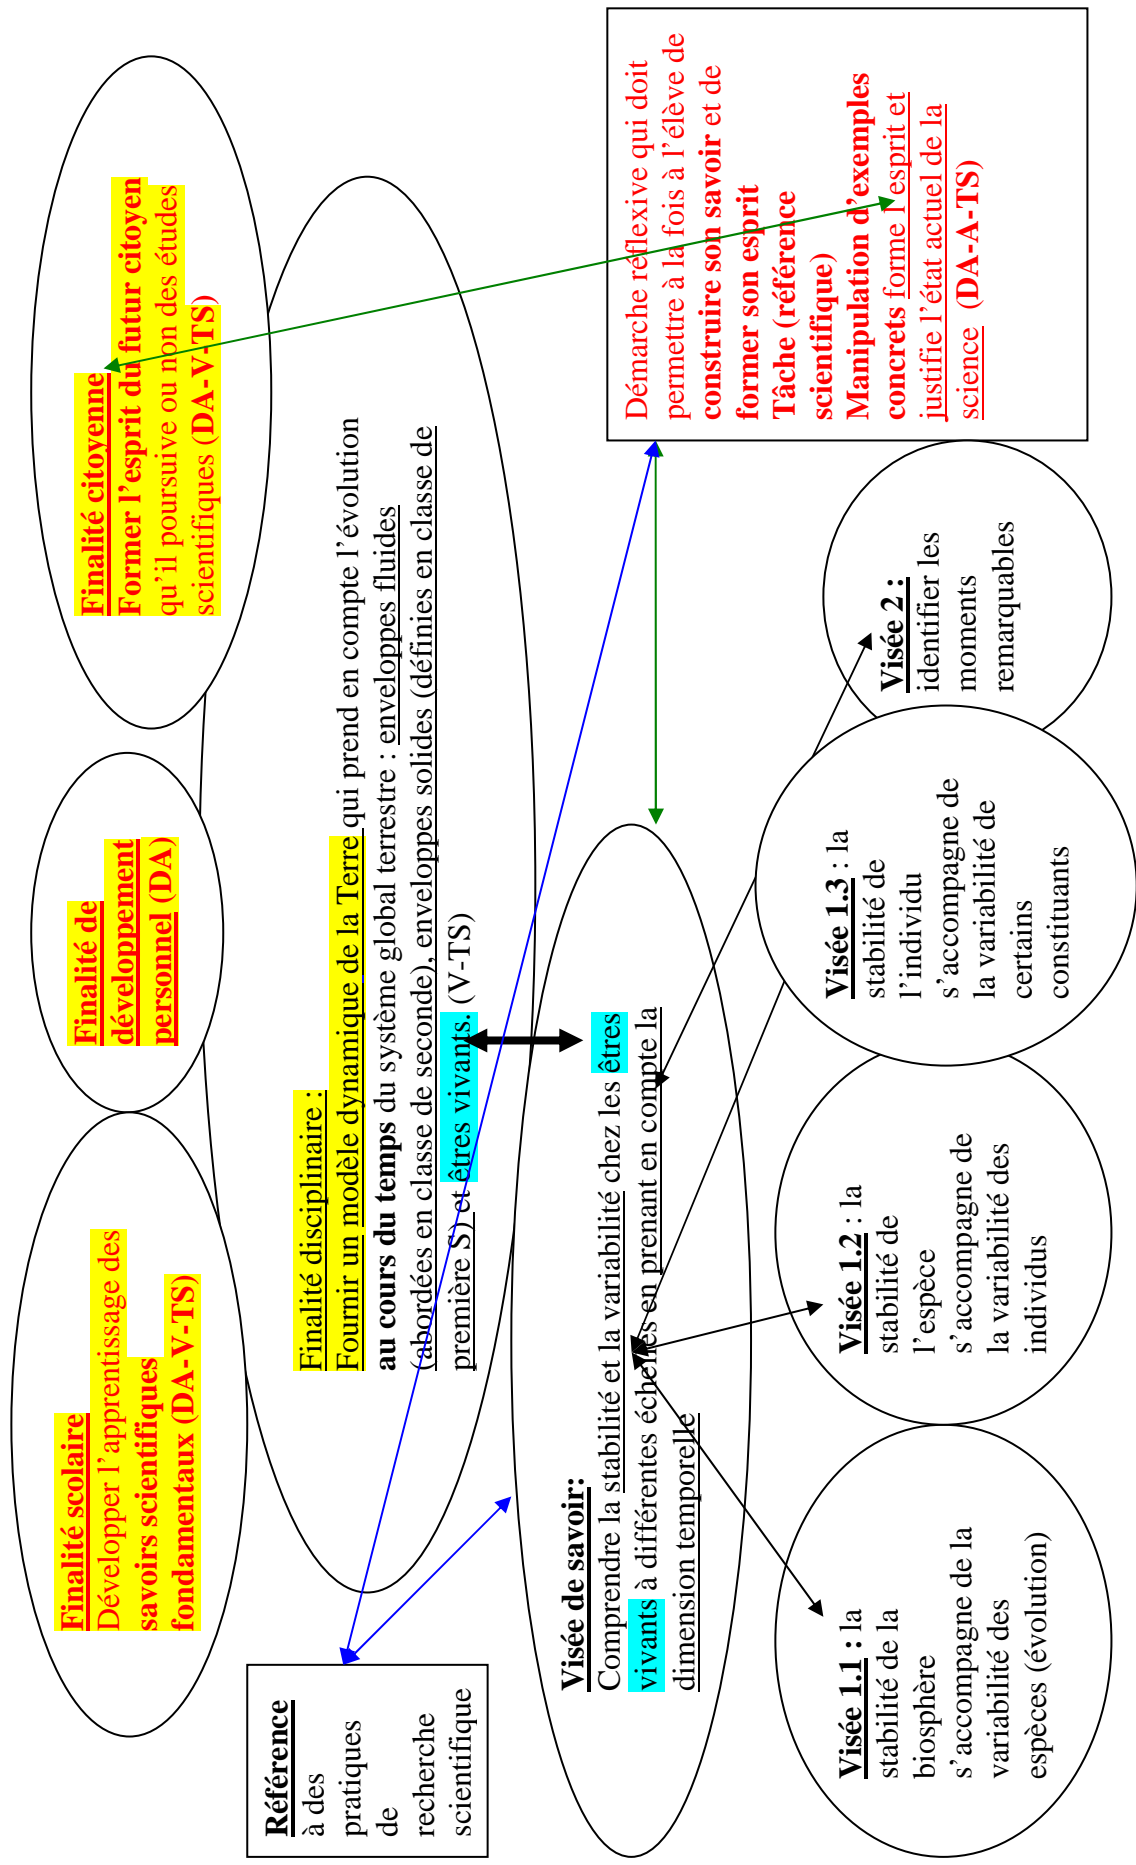 Finalité scolaire
Développer l'apprentissage des
savoirs scientifiques
fondamentaux (DA-V-TS)
Finalité de
développement
personnel (DA)
Finalité citoyenne
Former l'esprit du futur citoyen
qu'il poursuive ou non des études
scientifiques (DA-V-TS)
Référence
à des
pratiques
de
recherche
scientifique
Finalité disciplinaire :
Fournir un modèle dynamique de la Terre qui prend en compte l'évolution
au cours du temps du système global terrestre : enveloppes fluides
(abordées en classe de seconde), enveloppes solides (définies en classe de
première S) et êtres vivants. (V-TS)
Visée de savoir:
Comprendre la stabilité et la variabilité chez les êtres
vivants à différentes échelles en prenant en compte la
dimension temporelle
Démarche réflexive qui doit
permettre à la fois à l'élève de
construire son savoir et de
former son esprit
Tâche (référence
scientifique)
Manipulation d'exemples
concrets forme l'esprit et
justifie l'état actuel de la
science (DA-A-TS)
Visée 1.1 : la
stabilité de la
biosphère
s'accompagne de la
variabilité des
espèces (évolution)
Visée 1.2 : la
stabilité de
l'espèce
s'accompagne de
la variabilité des
individus
Visée 1.3 : la
stabilité de
l'individu
s'accompagne de
la variabilité de
certains
constituants
Visée 2 :
identifier les
moments
remarquables